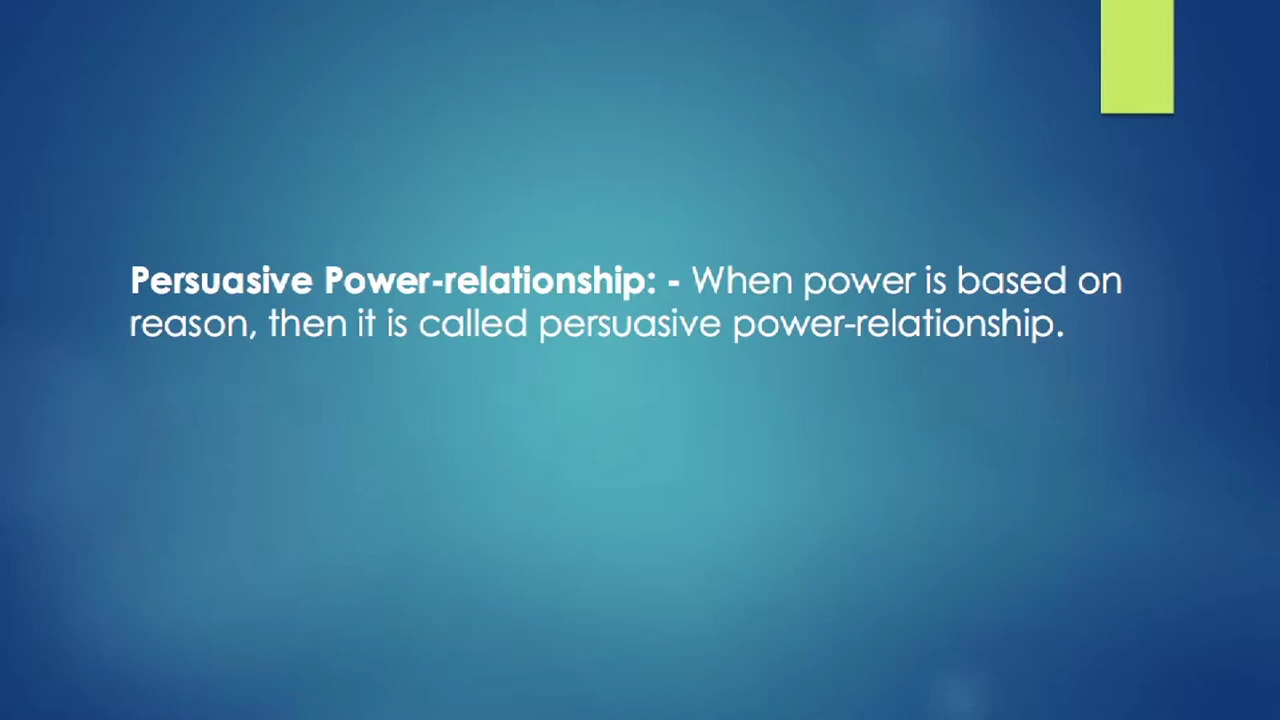 Persuasive Power-relationship: - When power is based on
reason, then it is called persuasive power-relationship.